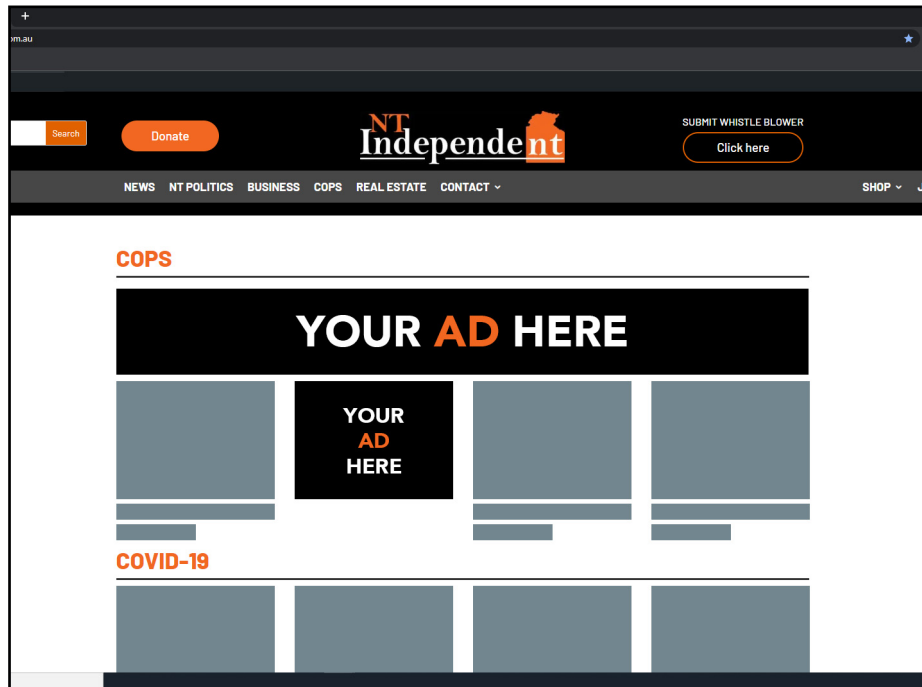 om.au
Search
Donate
NT
Independent
SUBMIT WHISTLE BLOWER
Click here
NEWS NT POLITICS BUSINESS COPS REAL ESTATE CONTACT SHOP
COPS
YOUR AD HERE
YOUR
AD
HERE
COVID-19